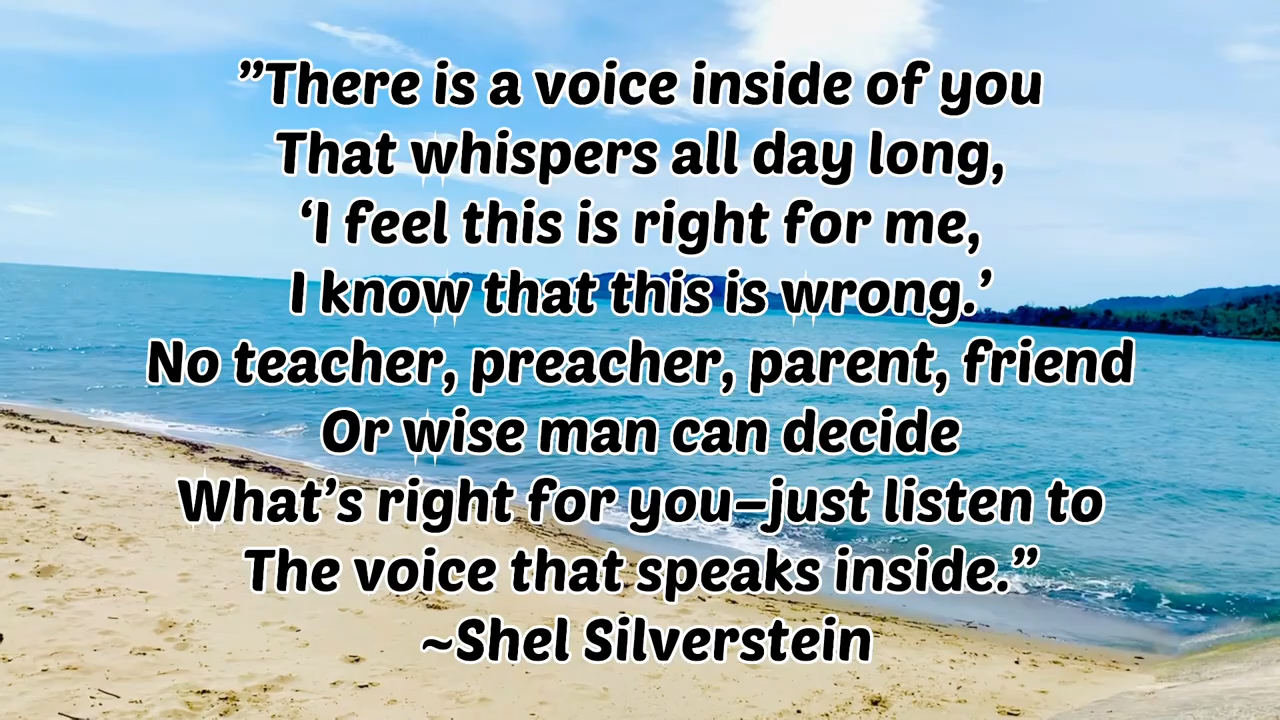 ”There is a voice inside of you
That whispers all day long,
‘I feel this is right for me,
I know that this is wrong.’
No teacher, preacher, parent, friend
Or wise man can decide
What’s right for you–just listen to
The voice that speaks inside.”
~Shel Silverstein